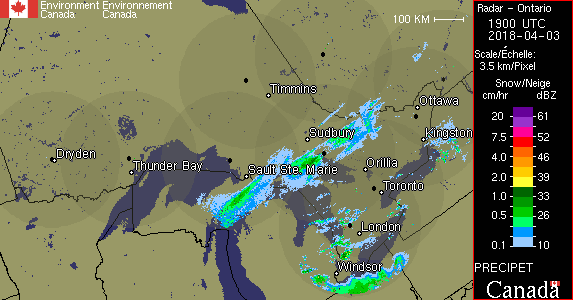 Environment Environnement
Canada Canada
100 KM
Radar - Ontario
1900 UTC
2018-04-03
Scale/Échelle:
3.5 km/Pixel
Snow/Neige
cm/hr dBZ
20 61
7.5 52
4.0 46
2.0 39
1.0 33
0.5 26
0.1 10
PRECIPET
Canada
Timmins
Ottawa
Sudbury
Kingston
Dryden
Thunder Bay
Sault Ste. Marie
Orillia
Toronto
London
Windsor